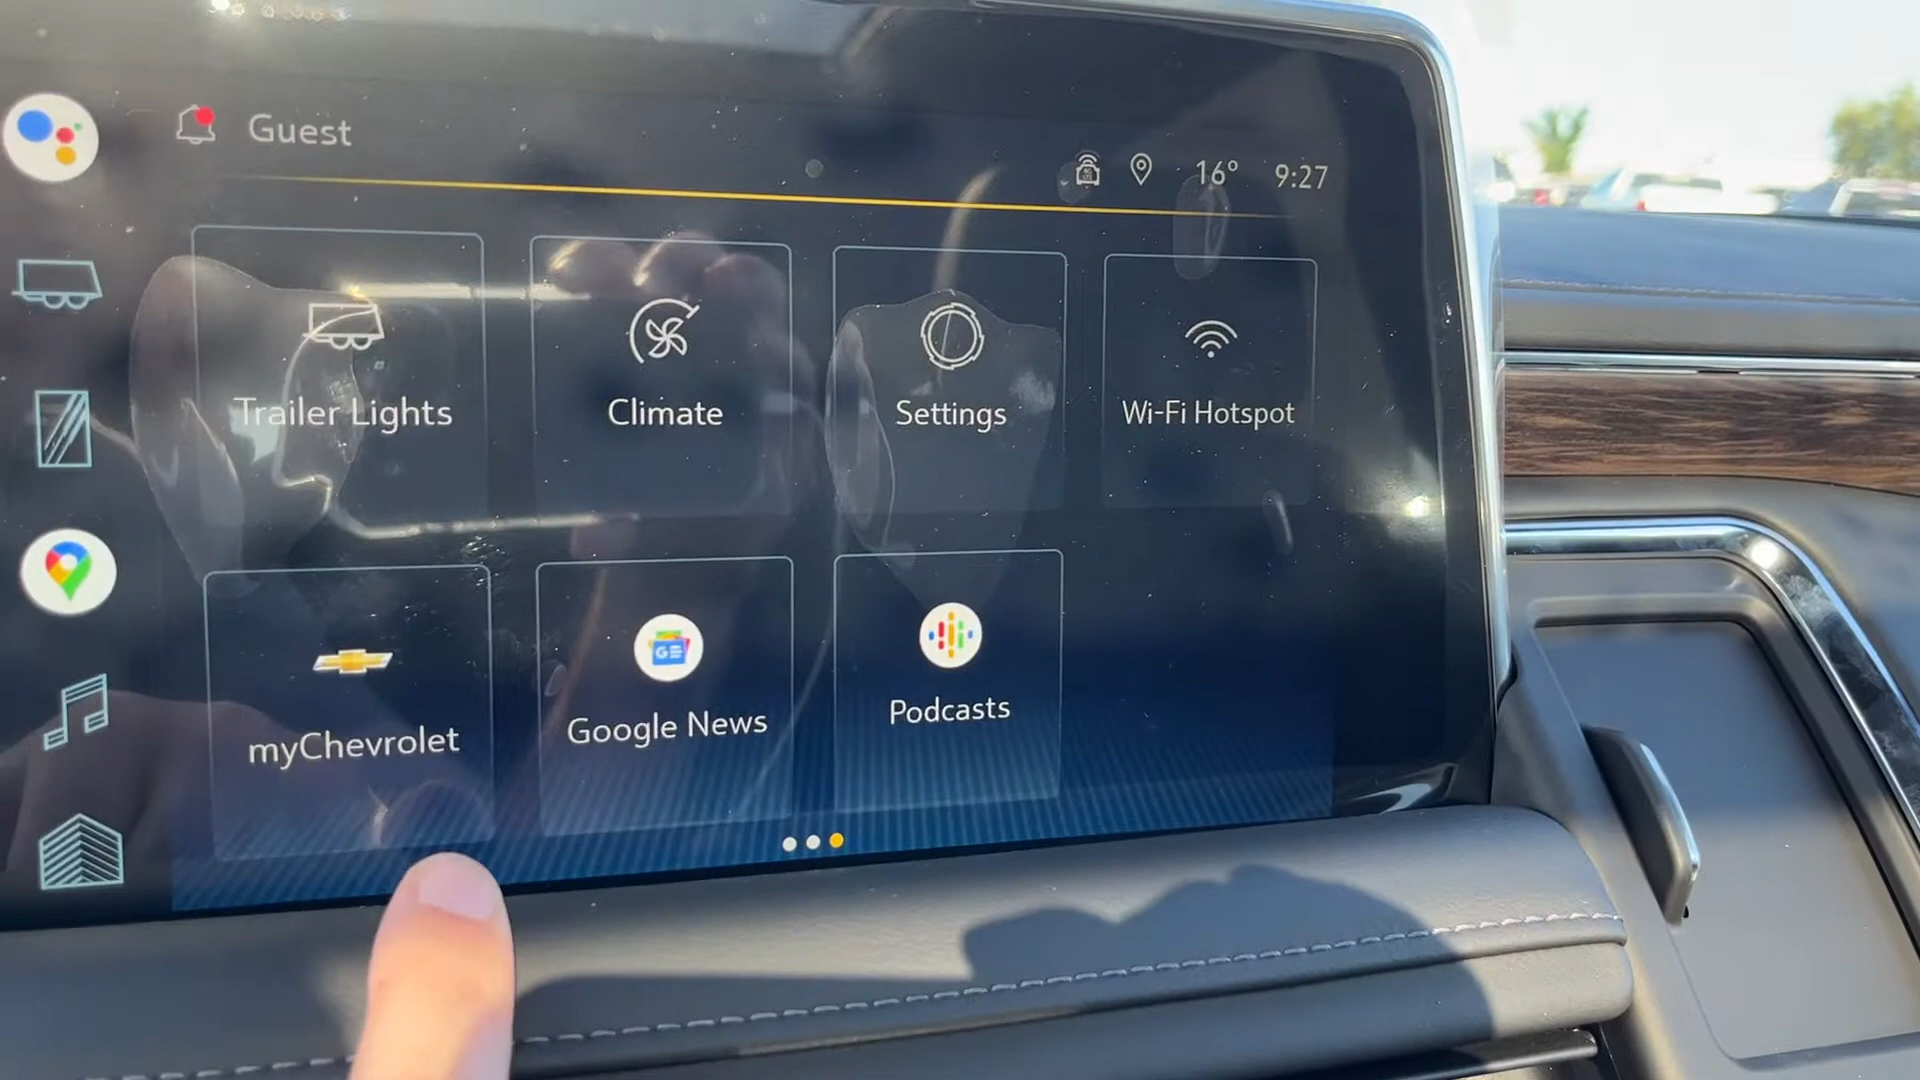 Guest
16° 9:27
Trailer Lights
Climate
Settings
Wi-Fi Hotspot
myChevrolet
Google News
Podcasts